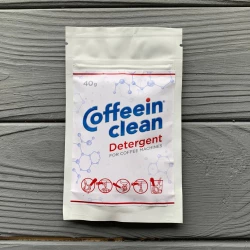 40g
Coffeein
clean
Detergent
FOR COFFEE MACHINES